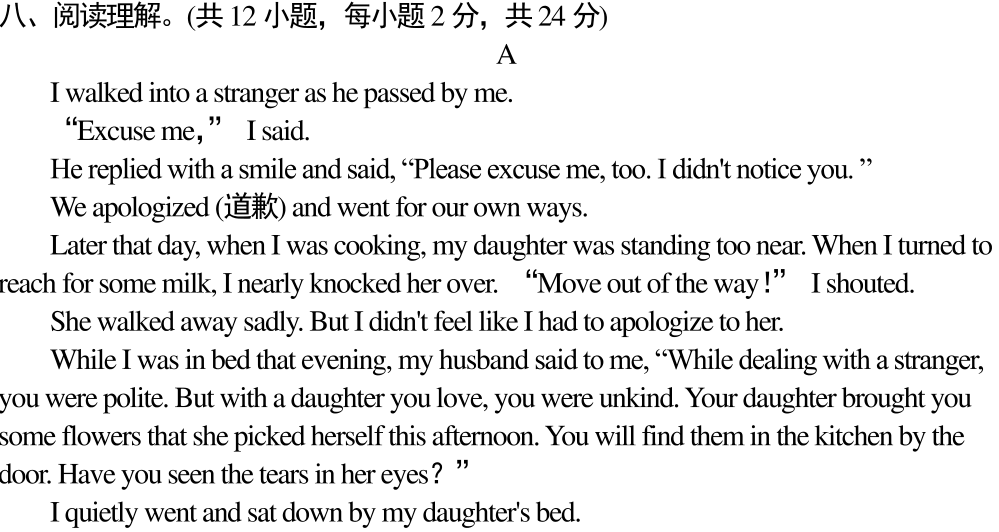 八、阅读理解。(共 12 小题，每小题 2 分，共 24 分)
A
I walked into a stranger as he passed by me.
“Excuse me,” I said.
He replied with a smile and said, “Please excuse me, too. I didn't notice you. ”
We apologized (道歉) and went for our own ways.
Later that day, when I was cooking, my daughter was standing too near. When I turned to
reach for some milk, I nearly knocked her over. “Move out of the way!” I shouted.
She walked away sadly. But I didn't feel like I had to apologize to her.
While I was in bed that evening, my husband said to me, “While dealing with a stranger,
you were polite. But with a daughter you love, you were unkind. Your daughter brought you
some flowers that she picked herself this afternoon. You will find them in the kitchen by the
door. Have you seen the tears in her eyes？”
I quietly went and sat down by my daughter's bed.